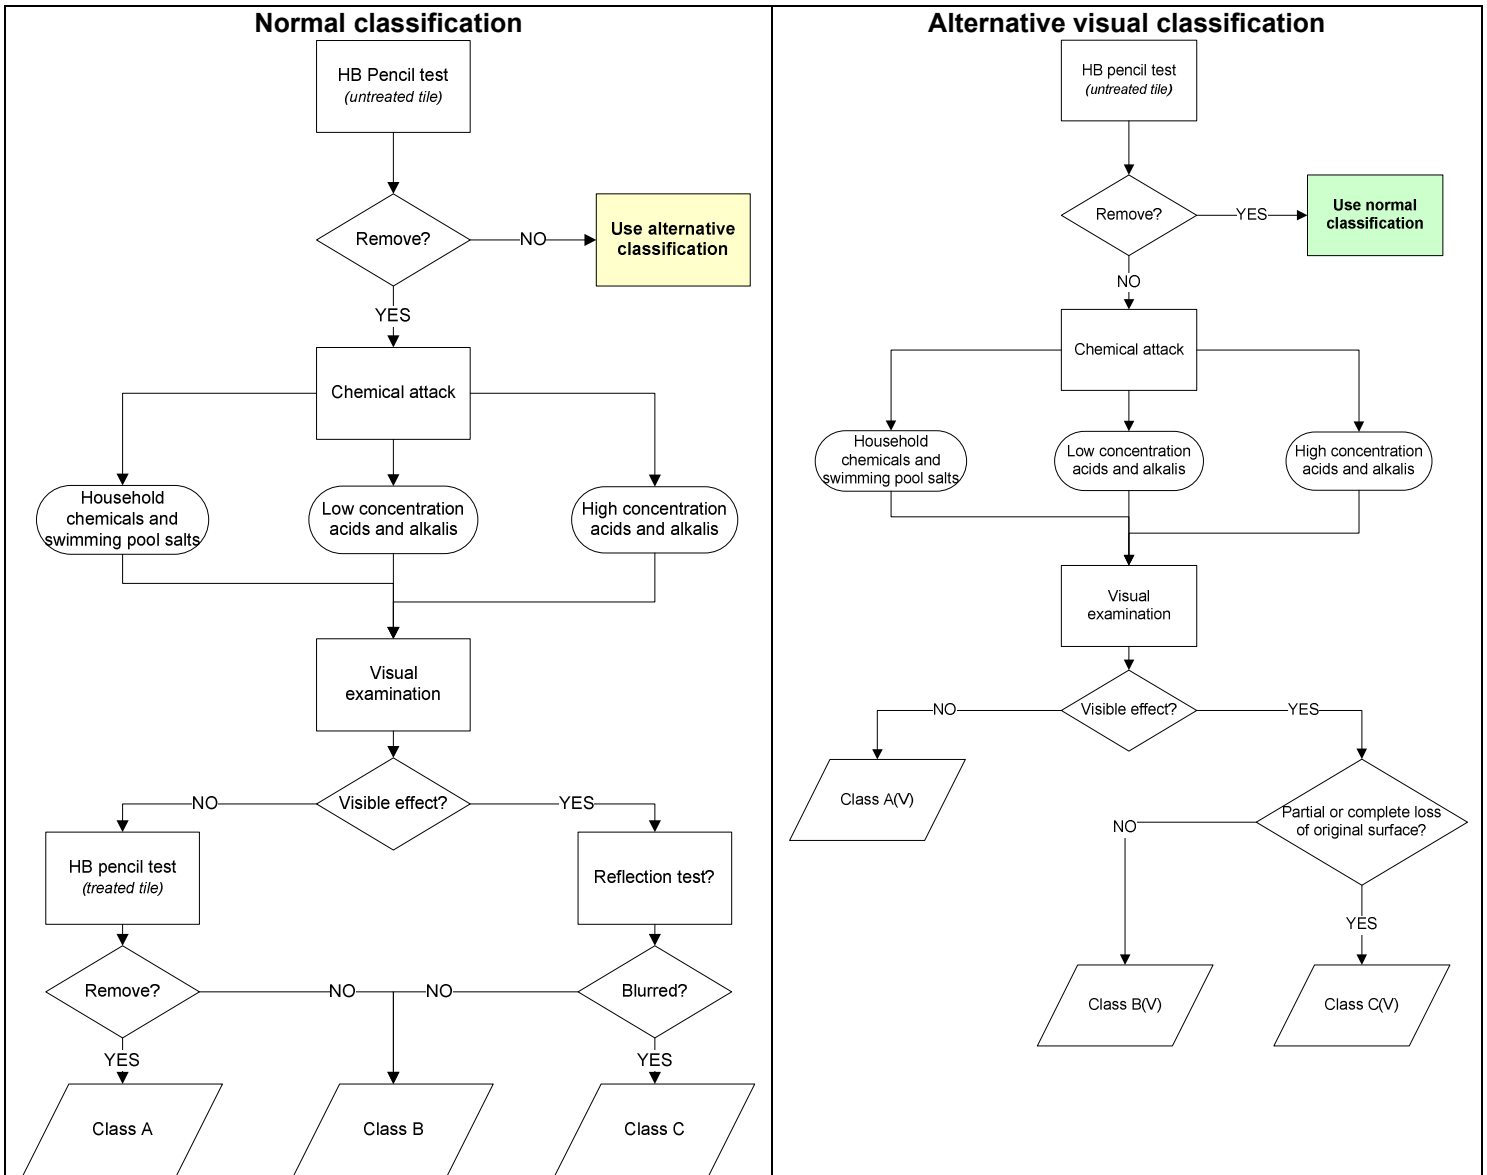 Normal classification
HB Pencil test
(untreated tile)
Remove?
NO
Use alternative
classification
YES
Chemical attack
Household
chemicals and
swimming pool salts
Low concentration
acids and alkalis
High concentration
acids and alkalis
Visual
examination
Visible effect?
NO
YES
HB pencil test
(treated tile)
Reflection test?
Remove?
NO
NO
Blurred?
YES
YES
Class A
Class B
Class C
Alternative visual classification
HB pencil test
(untreated tile)
Remove?
YES
Use normal
classification
NO
Chemical attack
Household
chemicals and
swimming pool salts
Low concentration
acids and alkalis
High concentration
acids and alkalis
Visual
examination
Visible effect?
NO
YES
Class A(V)
Partial or complete loss
of original surface?
NO
YES
Class B(V)
Class C(V)